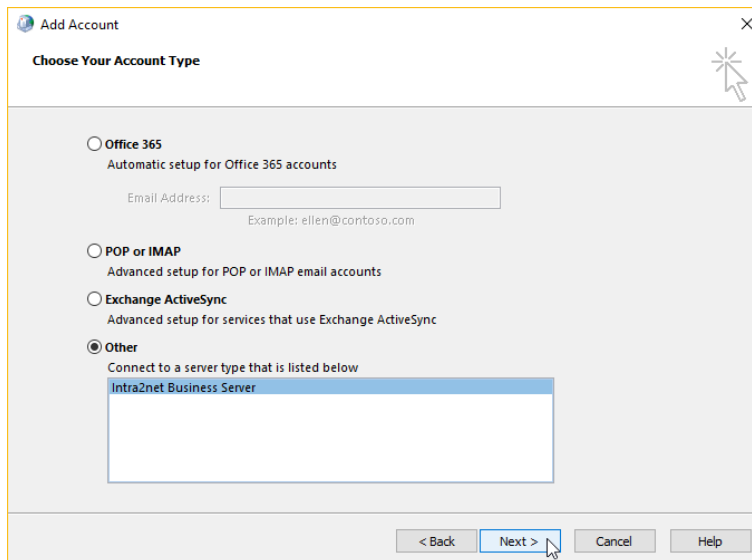 Add Account
Choose Your Account Type
Office 365
Automatic setup for Office 365 accounts
Email Address:
Example: ellen@contoso.com
POP or IMAP
Advanced setup for POP or IMAP email accounts
Exchange ActiveSync
Advanced setup for services that use Exchange ActiveSync
Other
Connect to a server type that is listed below
Intra2net Business Server
< Back Next > Cancel Help